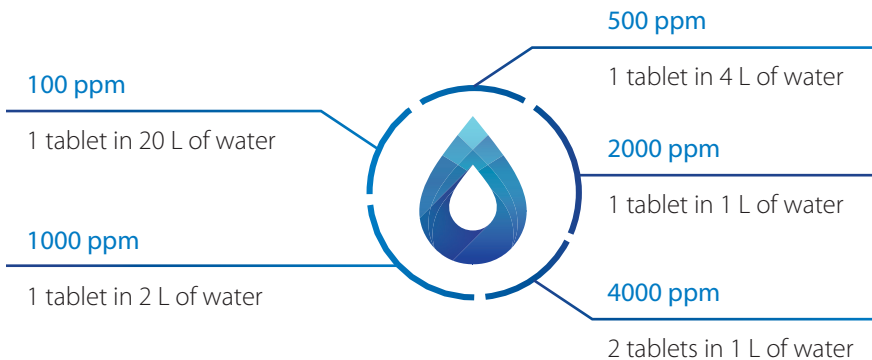 100 ppm
1 tablet in 20 L of water
1000 ppm
1 tablet in 2 L of water
500 ppm
1 tablet in 4 L of water
2000 ppm
1 tablet in 1 L of water
4000 ppm
2 tablets in 1 L of water